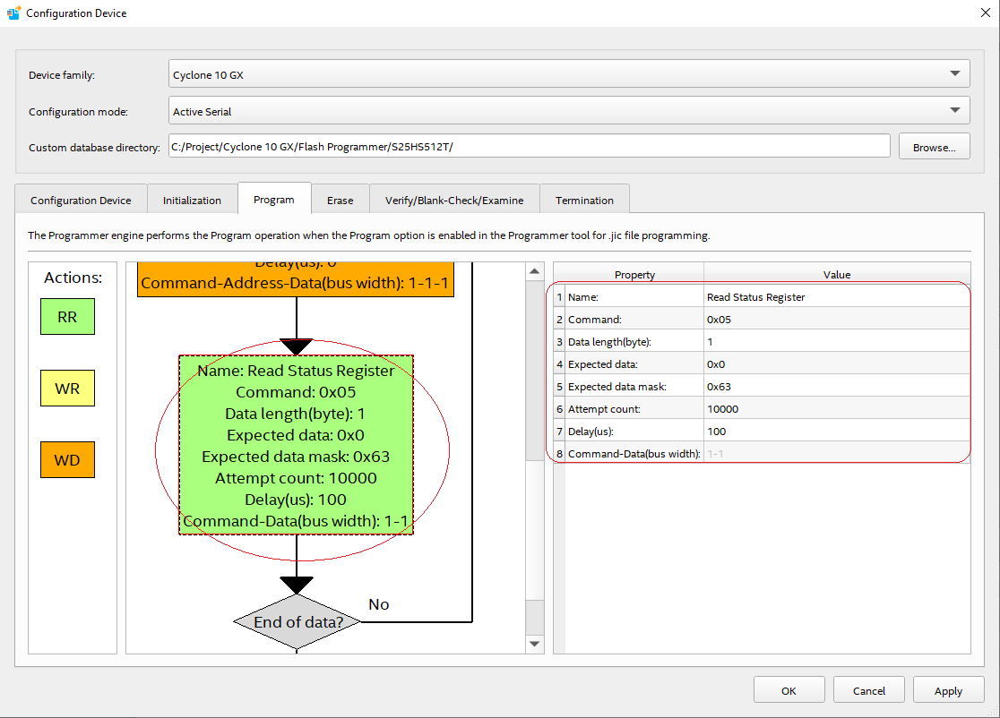 Configuration Device
Device family:
Cyclone 10 GX
Configuration mode:
Active Serial
Custom database directory:
C:/Project/Cyclone 10 GX/Flash Programmer/S25HS512T/
Browse...
Configuration Device
Initialization
Program
Erase
Verify/Blank-Check/Examine
Termination
The Programmer engine performs the Program operation when the Program option is enabled in the Programmer tool for .jic file programming.
Actions:
RR
WR
WD
Delay(us): 0
Command-Address-Data(bus width): 1-1-1
Name: Read Status Register
Command: 0x05
Data length(byte): 1
Expected data: 0x0
Expected data mask: 0x63
Attempt count: 10000
Delay(us): 100
Command-Data(bus width): 1-1
End of data?
No
Property Value
1 Name: Read Status Register
2 Command: 0x05
3 Data length(byte): 1
4 Expected data: 0x0
5 Expected data mask: 0x63
6 Attempt count: 10000
7 Delay(us): 100
8 Command-Data(bus width): 1-1
OK
Cancel
Apply